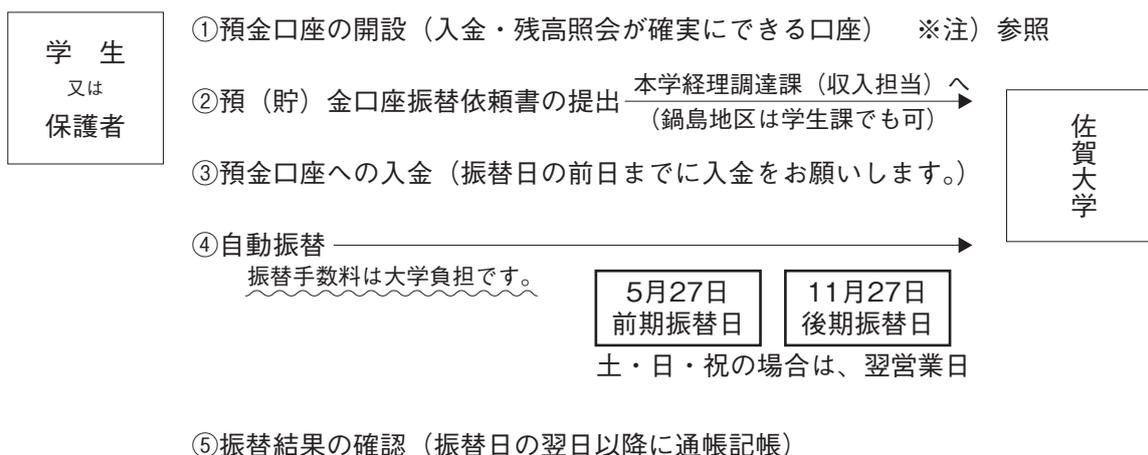 学　生
又は
保護者
①預金口座の開設（入金・残高照会が確実にできる口座）　※注）参照
②預（貯）金口座振替依頼書の提出
本学経理調達課（収入担当）へ
（鍋島地区は学生課でも可）
③預金口座への入金（振替日の前日までに入金をお願いします。）
④自動振替
振替手数料は大学負担です。
5月27日
前期振替日
11月27日
後期振替日
土・日・祝の場合は、翌営業日
⑤振替結果の確認（振替日の翌日以降に通帳記帳）
佐賀大学